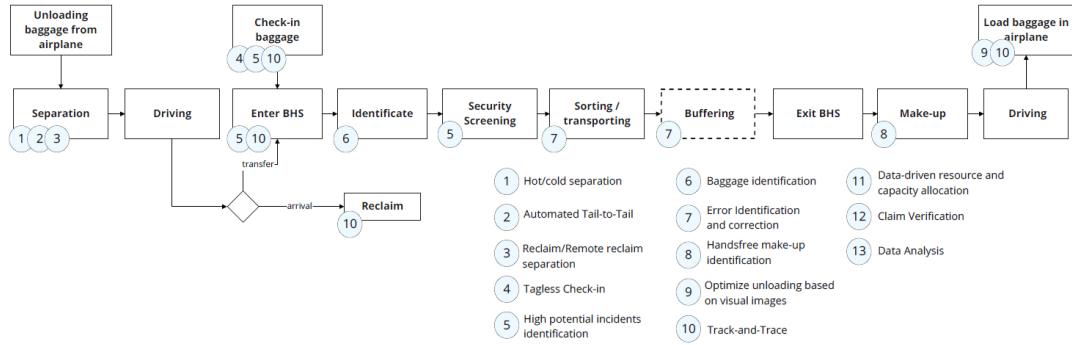 Unloading
baggage from
airplane
Check-in
baggage
4 5 10
Load baggage in
airplane
9 10
Separation
1 2 3
Driving
Enter BHS
5 10
Identificate
6
Security
Screening
5
Sorting /
transporting
7
Buffering
7
Exit BHS
Make-up
8
Driving
transfer
arrival
Reclaim
10
1 Hot/cold separation
2 Automated Tail-to-Tail
3 Reclaim/Remote reclaim
separation
4 Tagless Check-in
5 High potential incidents
identification
6 Baggage identification
7 Error Identification
and correction
8 Handsfree make-up
identification
9 Optimize unloading based
on visual images
10 Track-and-Trace
11 Data-driven resource and
capacity allocation
12 Claim Verification
13 Data Analysis